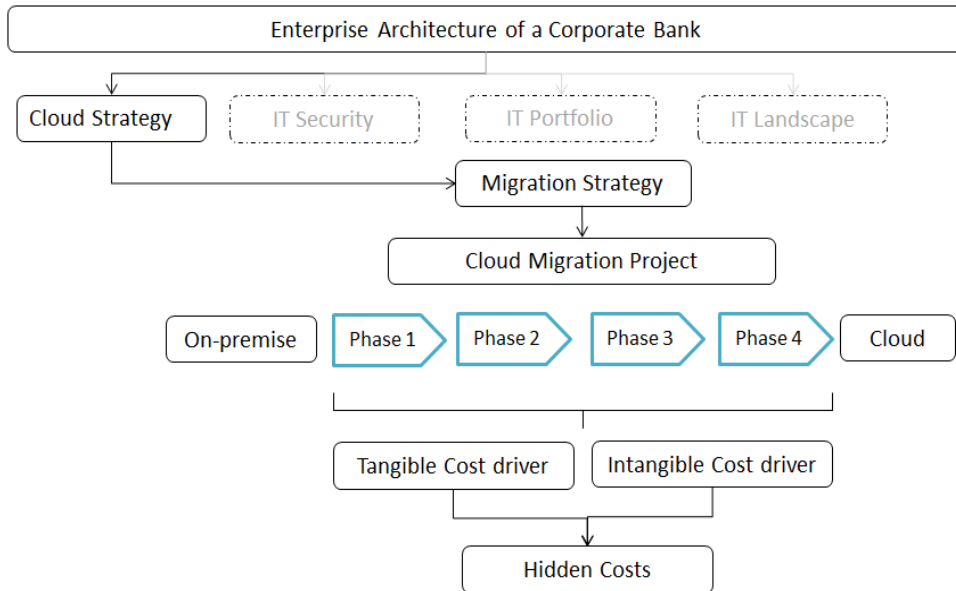 Enterprise Architecture of a Corporate Bank
Cloud Strategy
IT Security
IT Portfolio
IT Landscape
Migration Strategy
Cloud Migration Project
On-premise
Phase 1
Phase 2
Phase 3
Phase 4
Cloud
Tangible Cost driver
Intangible Cost driver
Hidden Costs